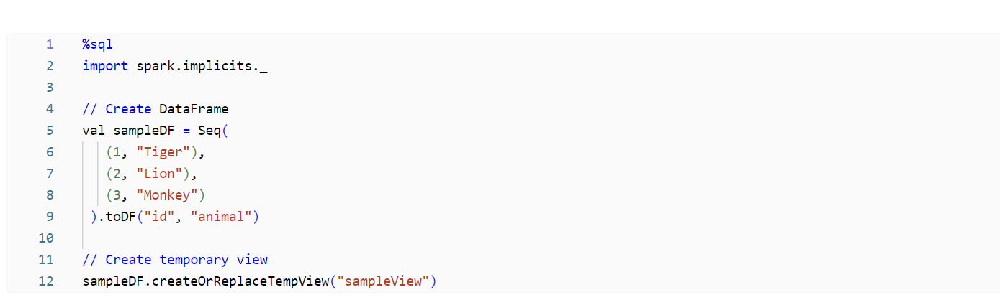 1 %sql
2 import spark.implicits._
3
4 // Create DataFrame
5 val sampleDF = Seq(
6 (1, "Tiger"),
7 (2, "Lion"),
8 (3, "Monkey")
9 ).toDF("id", "animal")
10
11 // Create temporary view
12 sampleDF.createOrReplaceTempView("sampleView")